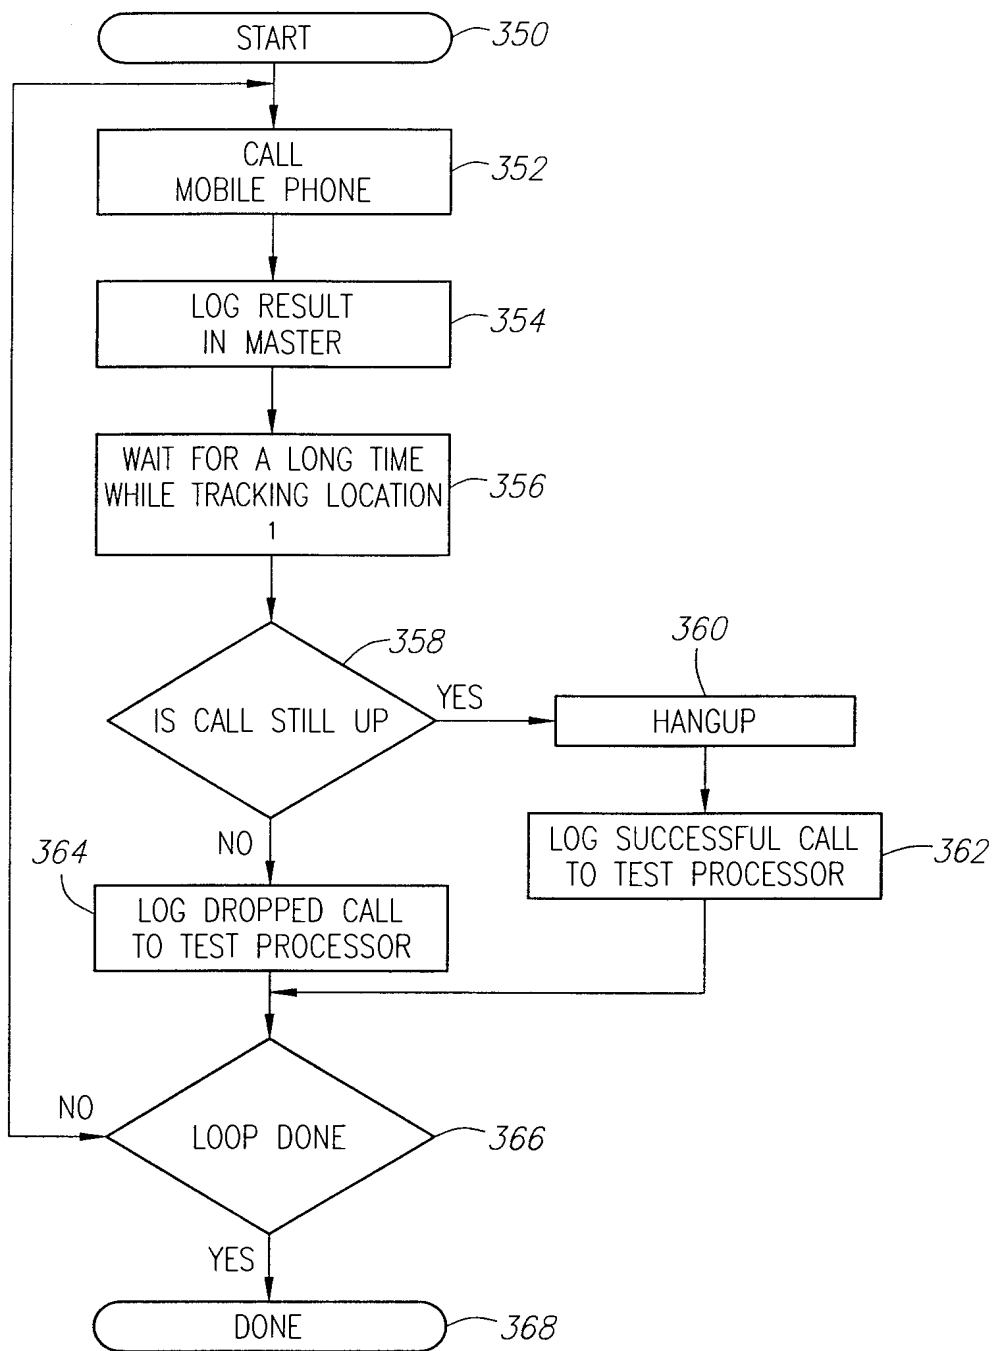 START
350
CALL
MOBILE PHONE
352
LOG RESULT
IN MASTER
354
WAIT FOR A LONG TIME
WHILE TRACKING LOCATION
1
356
358
IS CALL STILL UP
YES
360
HANGUP
NO
LOG SUCCESSFUL CALL
TO TEST PROCESSOR
362
364
LOG DROPPED CALL
TO TEST PROCESSOR
NO
LOOP DONE
366
YES
DONE
368